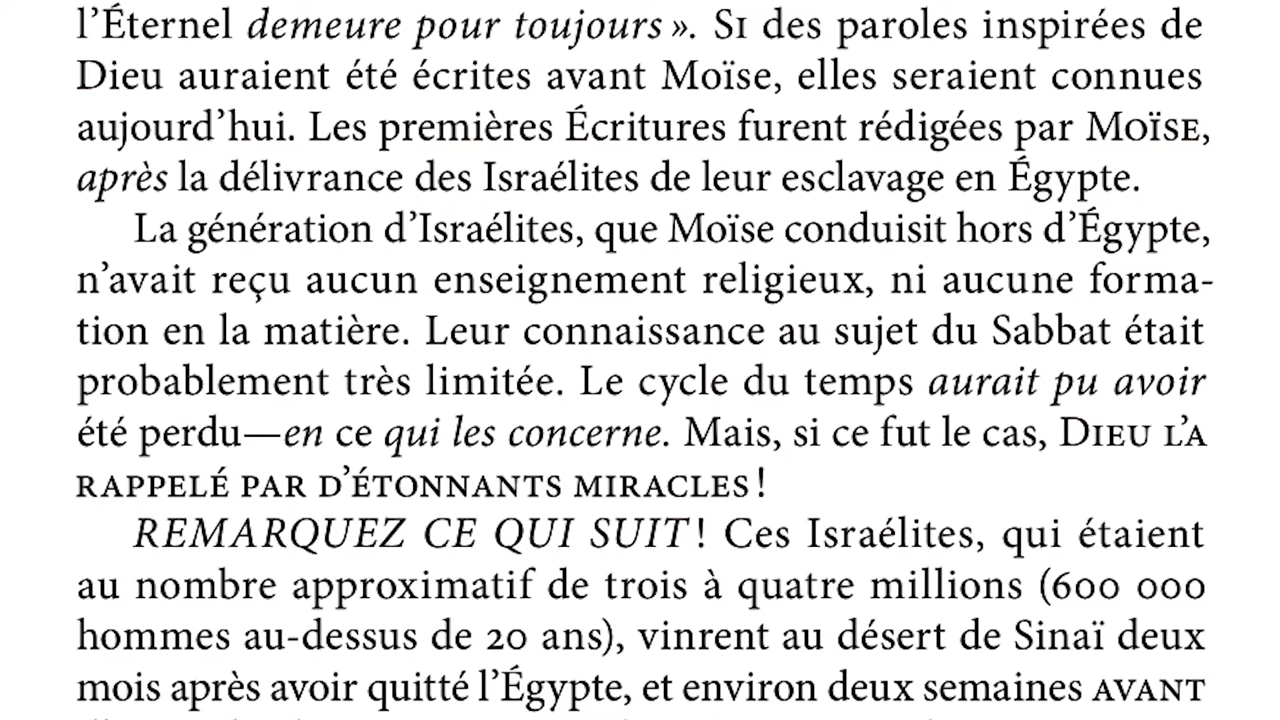 l’Éternel demeure pour toujours ». Si des paroles inspirées de
Dieu auraient été écrites avant Moïse, elles seraient connues
aujourd’hui. Les premières Écritures furent rédigées par Moïse,
après la délivrance des Israélites de leur esclavage en Égypte.
La génération d’Israélites, que Moïse conduisit hors d’Égypte,
n’avait reçu aucun enseignement religieux, ni aucune forma-
tion en la matière. Leur connaissance au sujet du Sabbat était
probablement très limitée. Le cycle du temps aurait pu avoir
été perdu—en ce qui les concerne. Mais, si ce fut le cas, Dieu l’a
rappelé par d’étonnants miracles !
REMARQUEZ CE QUI SUIT ! Ces Israélites, qui étaient
au nombre approximatif de trois à quatre millions (600 000
hommes au-dessus de 20 ans), vinrent au désert de Sinaï deux
mois après avoir quitté l’Égypte, et environ deux semaines avant